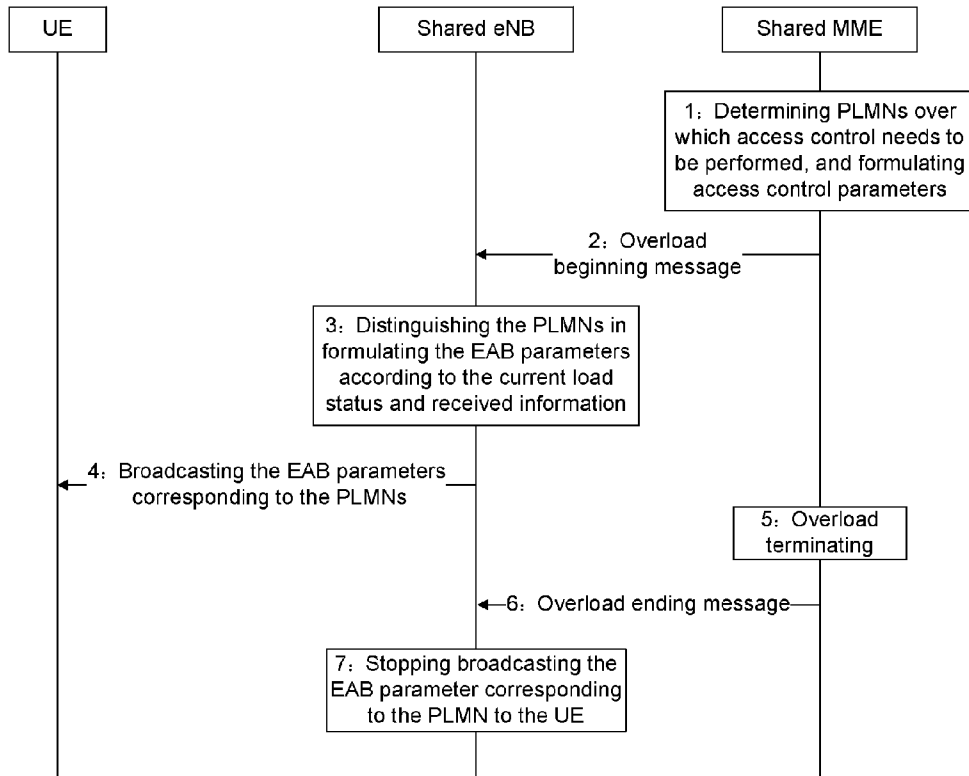 UE
Shared eNB
Shared MME
1：Determining PLMNs over
which access control needs to
be performed, and formulating
access control parameters
2：Overload
beginning message
3：Distinguishing the PLMNs in
formulating the EAB parameters
according to the current load
status and received information
4：Broadcasting the EAB parameters
corresponding to the PLMNs
5：Overload
terminating
6：Overload ending message
7：Stopping broadcasting the
EAB parameter corresponding
to the PLMN to the UE